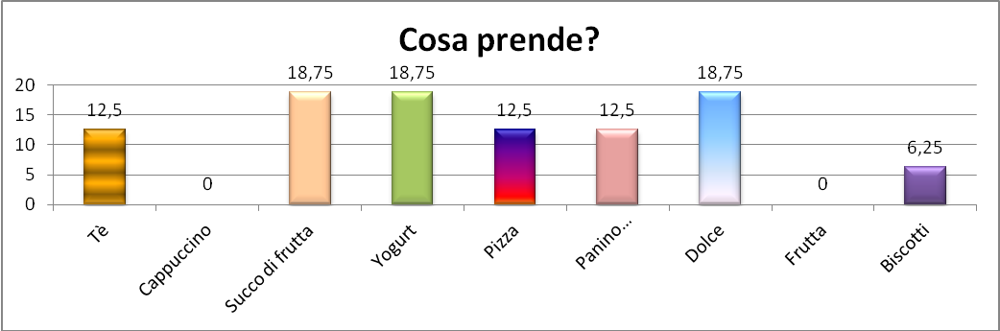 Cosa prende?
20
15
10
5
0
12,5
0
18,75
18,75
12,5
12,5
18,75
0
6,25
Tè
Cappuccino
Succo di frutta
Yogurt
Pizza
Panino...
Dolce
Frutta
Biscotti